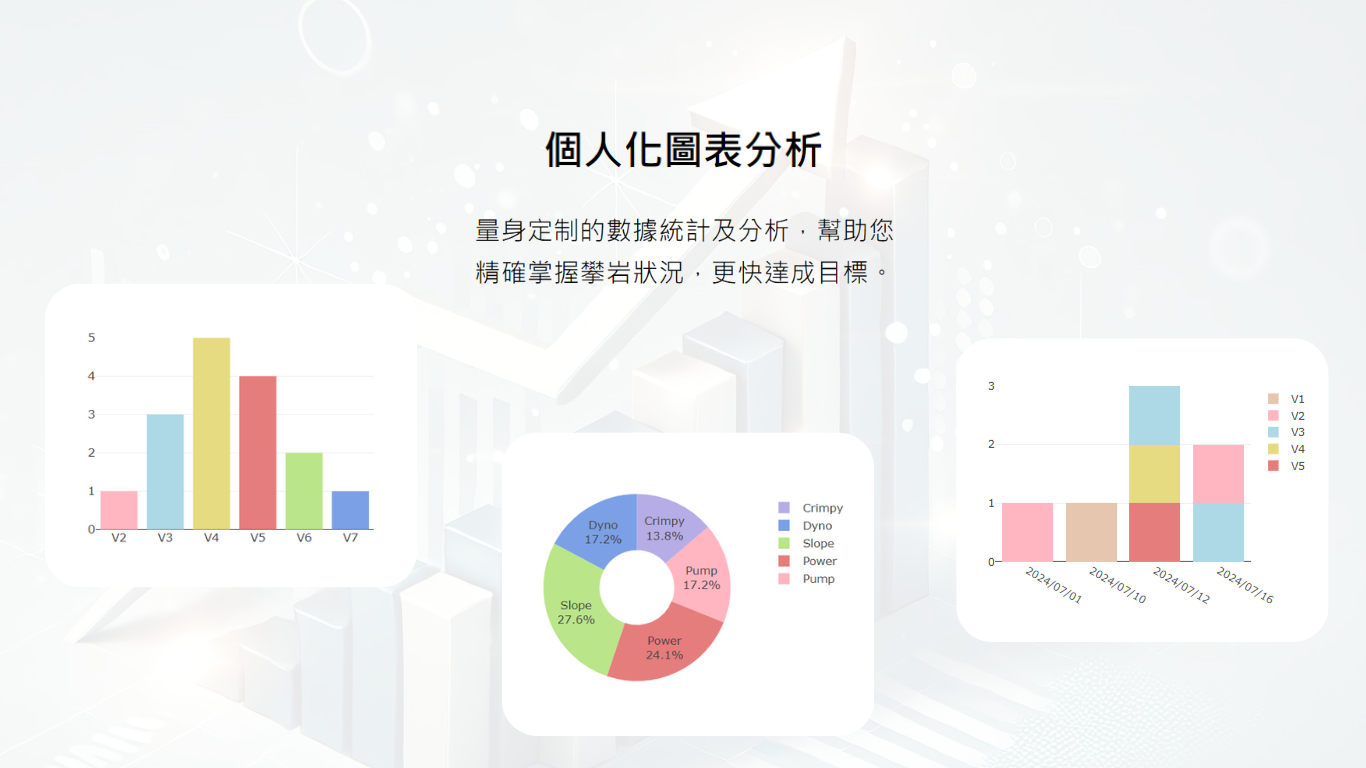 個人化圖表分析
量身定制的數據統計及分析，幫助您
精確掌握攀岩狀況，更快達成目標。
5
4
3
2
1
0
V2 V3 V4 V5 V6 V7
Dyno
17.2%
Crimpy
13.8%
Pump
17.2%
Slope
27.6%
Power
24.1%
Crimpy
Dyno
Slope
Power
Pump
3
2
1
0
2024/07/01 2024/07/10 2024/07/12 2024/07/16
V1
V2
V3
V4
V5